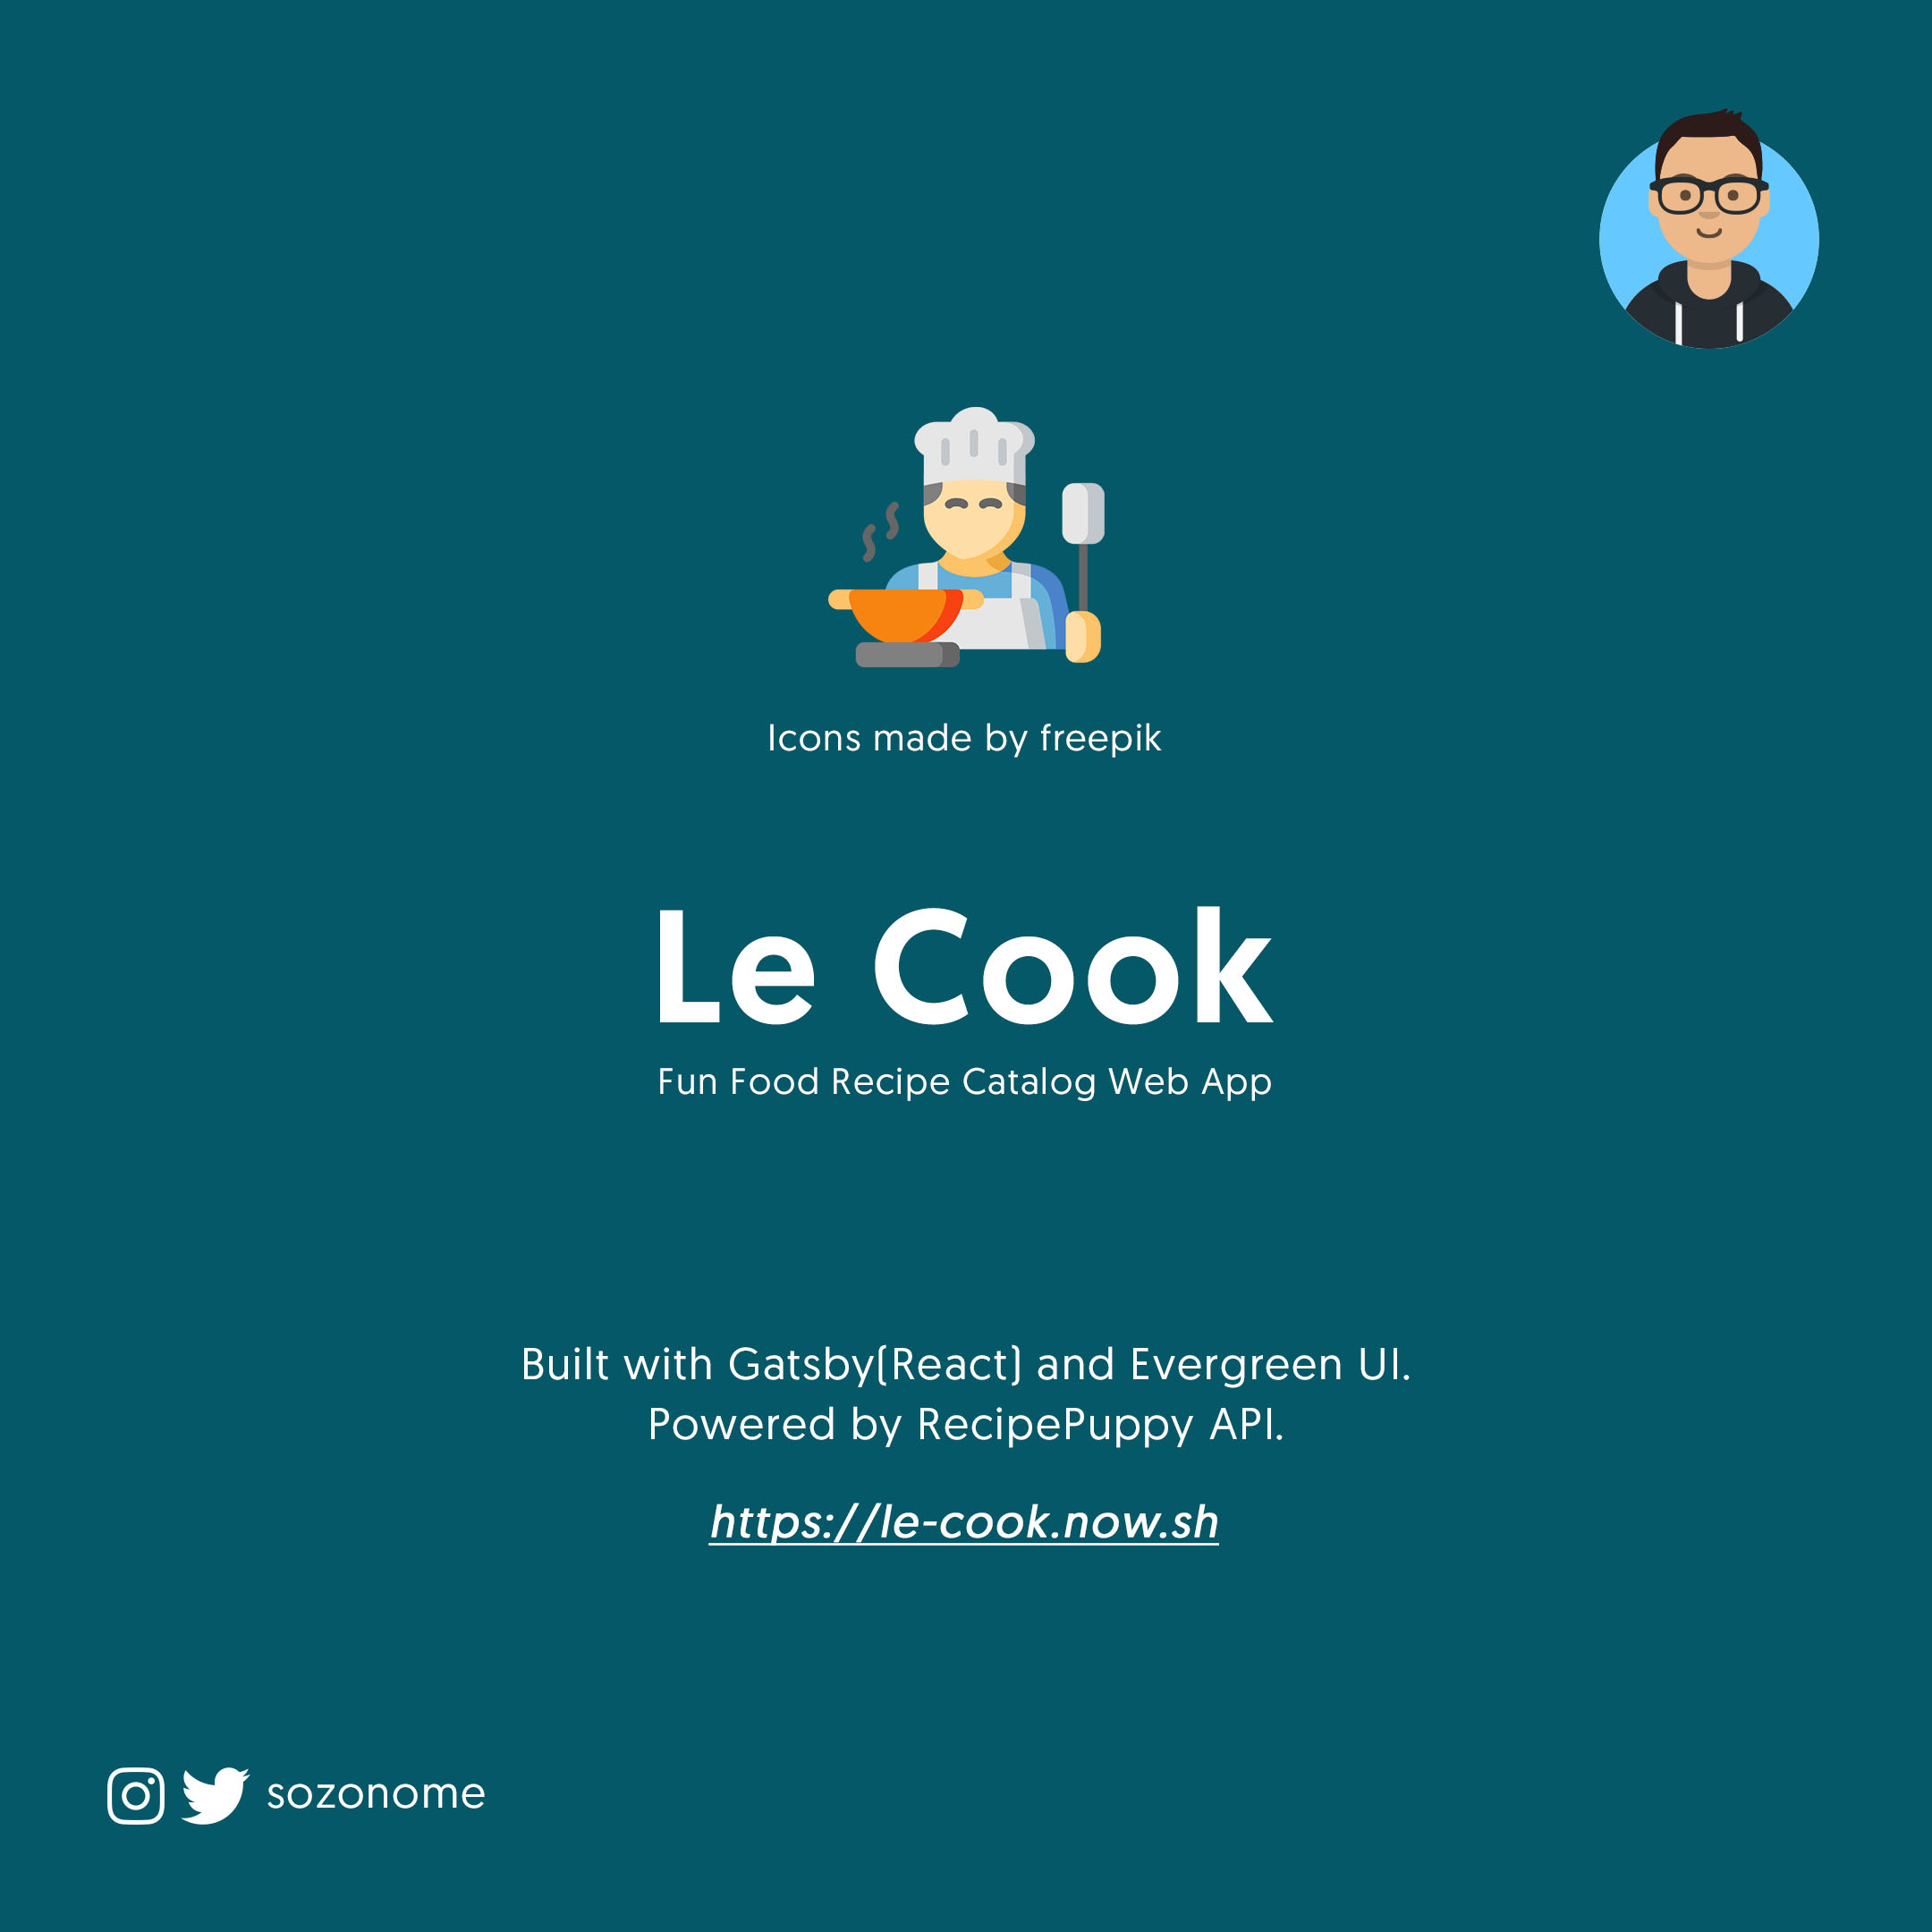 Icons made by freepik
Le Cook
Fun Food Recipe Catalog Web App
Built with Gatsby(React) and Evergreen UI.
Powered by RecipePuppy API.
https://le-cook.now.sh
sozonome